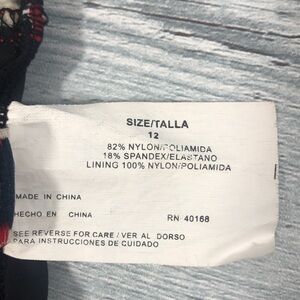 SIZE/TALLA
12
82% NYLON/POLIAMIDA
18% SPANDEX/ELASTANO
LINING 100% NYLON/POLIAMIDA
MADE IN CHINA
HECHO EN CHINA RN 40168
SEE REVERSE FOR CARE / VER AL DORSO
PARA INSTRUCCIONES DE CUIDADO